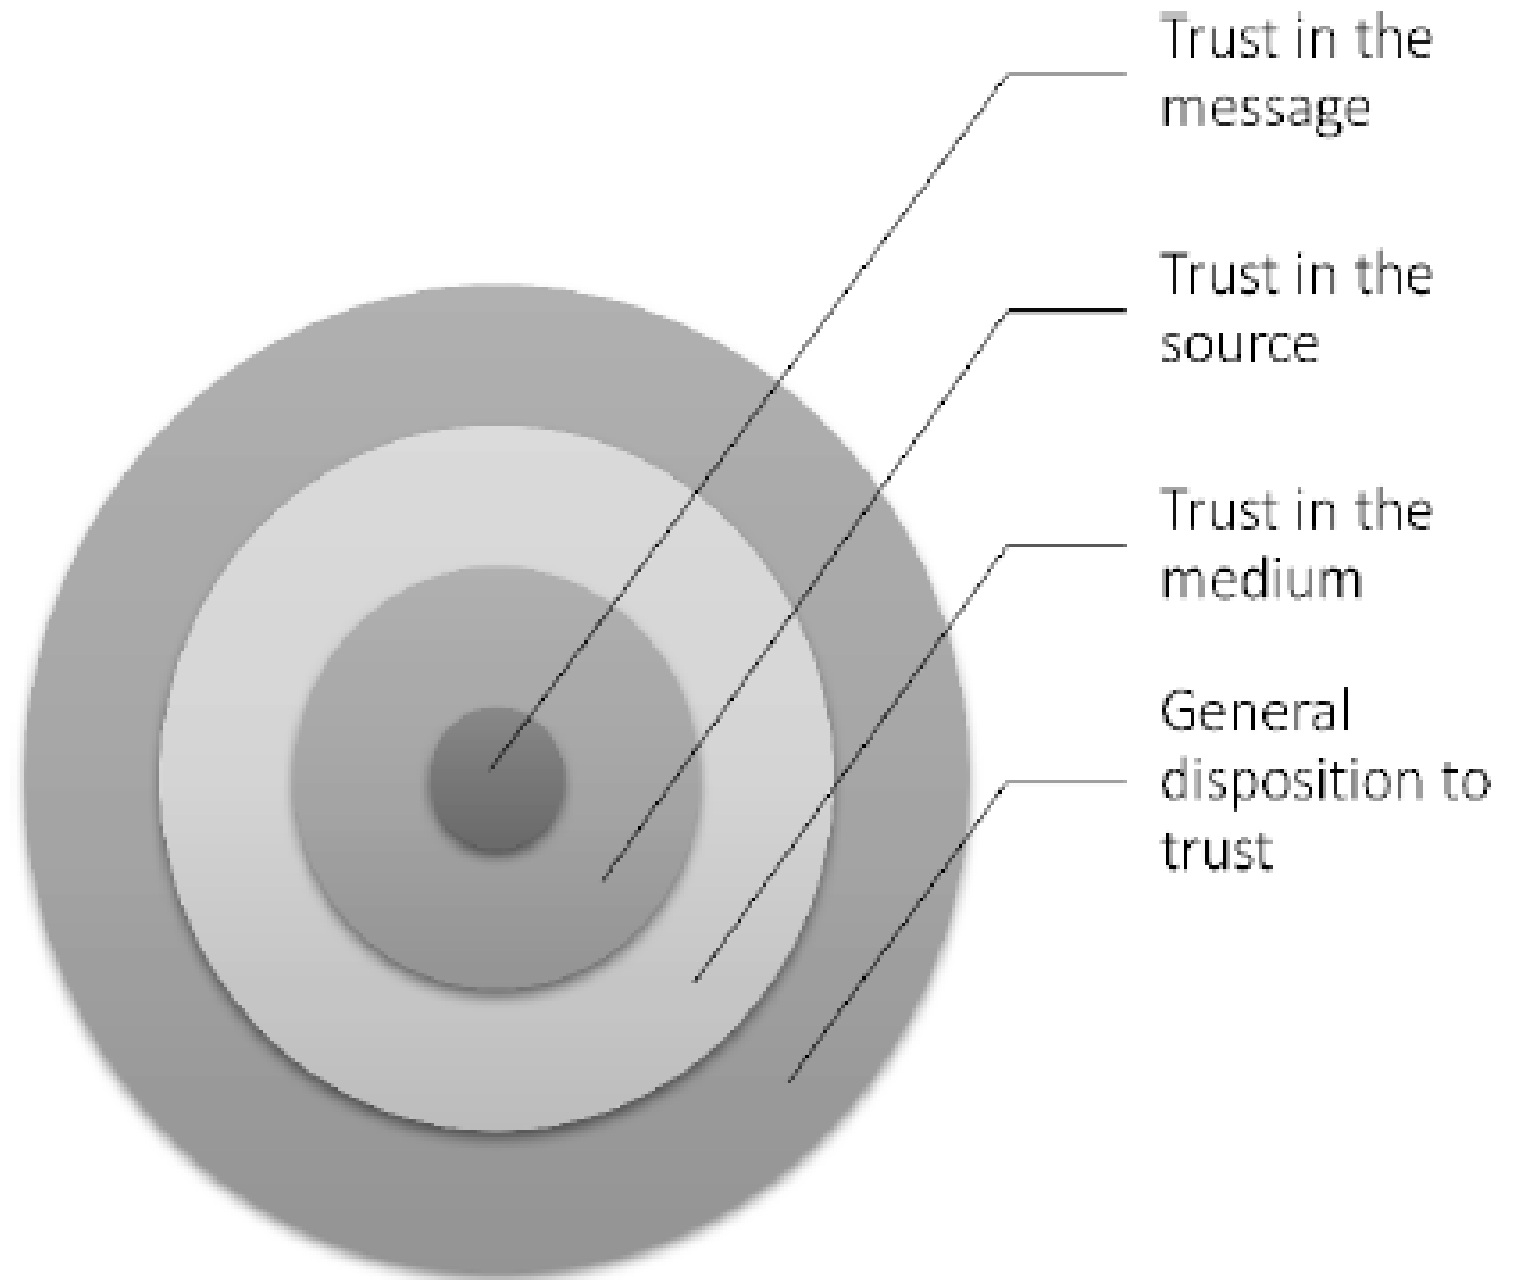 Trust in the
message
Trust in the
source
Trust in the
medium
General
disposition to
trust